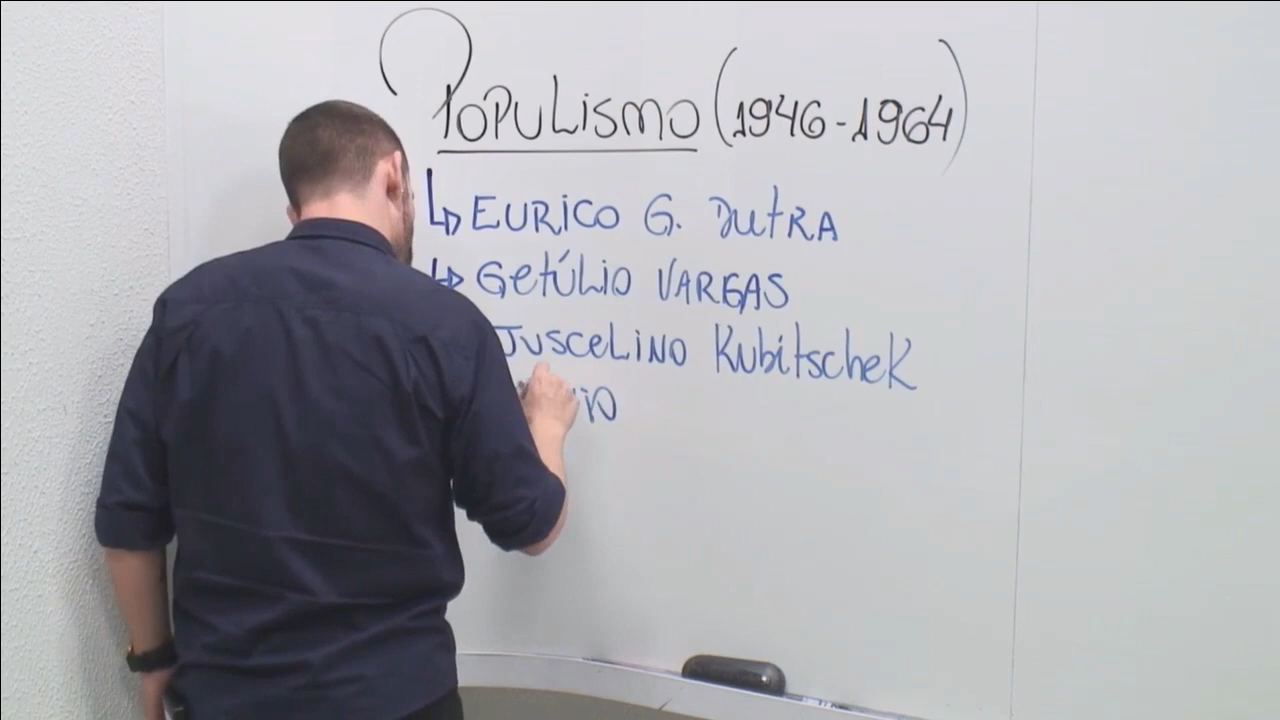 POPULISMO (1946-1964)
EURICO G. DUTRA
GETÚLIO VARGAS
JUSCELINO KUBITSCHEK